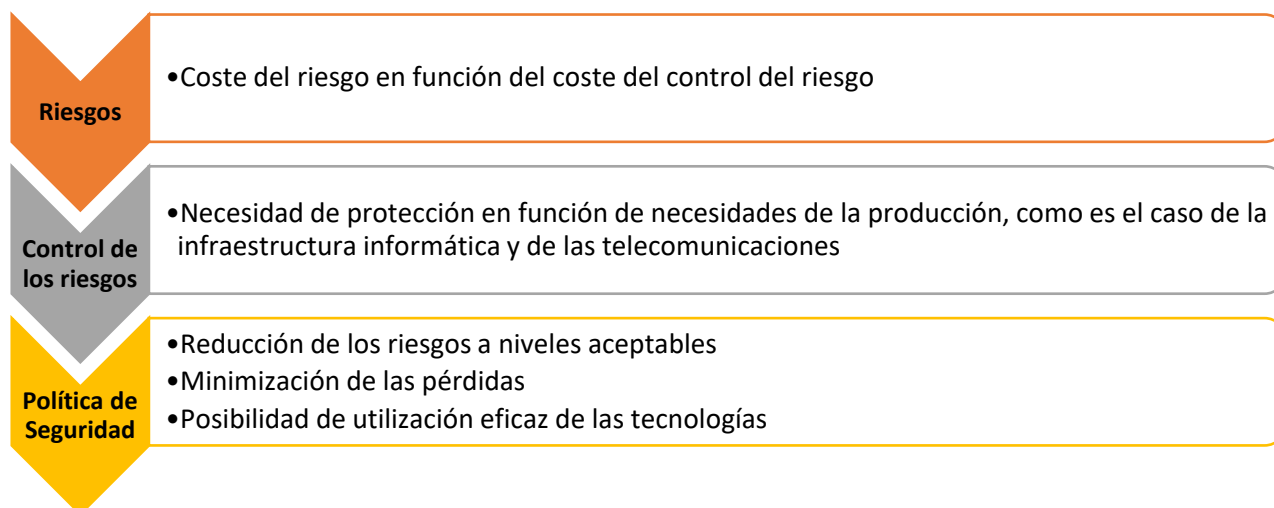 Riesgos
•Coste del riesgo en función del coste del control del riesgo
Control de
los riesgos
•Necesidad de protección en función de necesidades de la producción, como es el caso de la
infraestructura informática y de las telecomunicaciones
Política de
Seguridad
•Reducción de los riesgos a niveles aceptables
•Minimización de las pérdidas
•Posibilidad de utilización eficaz de las tecnologías